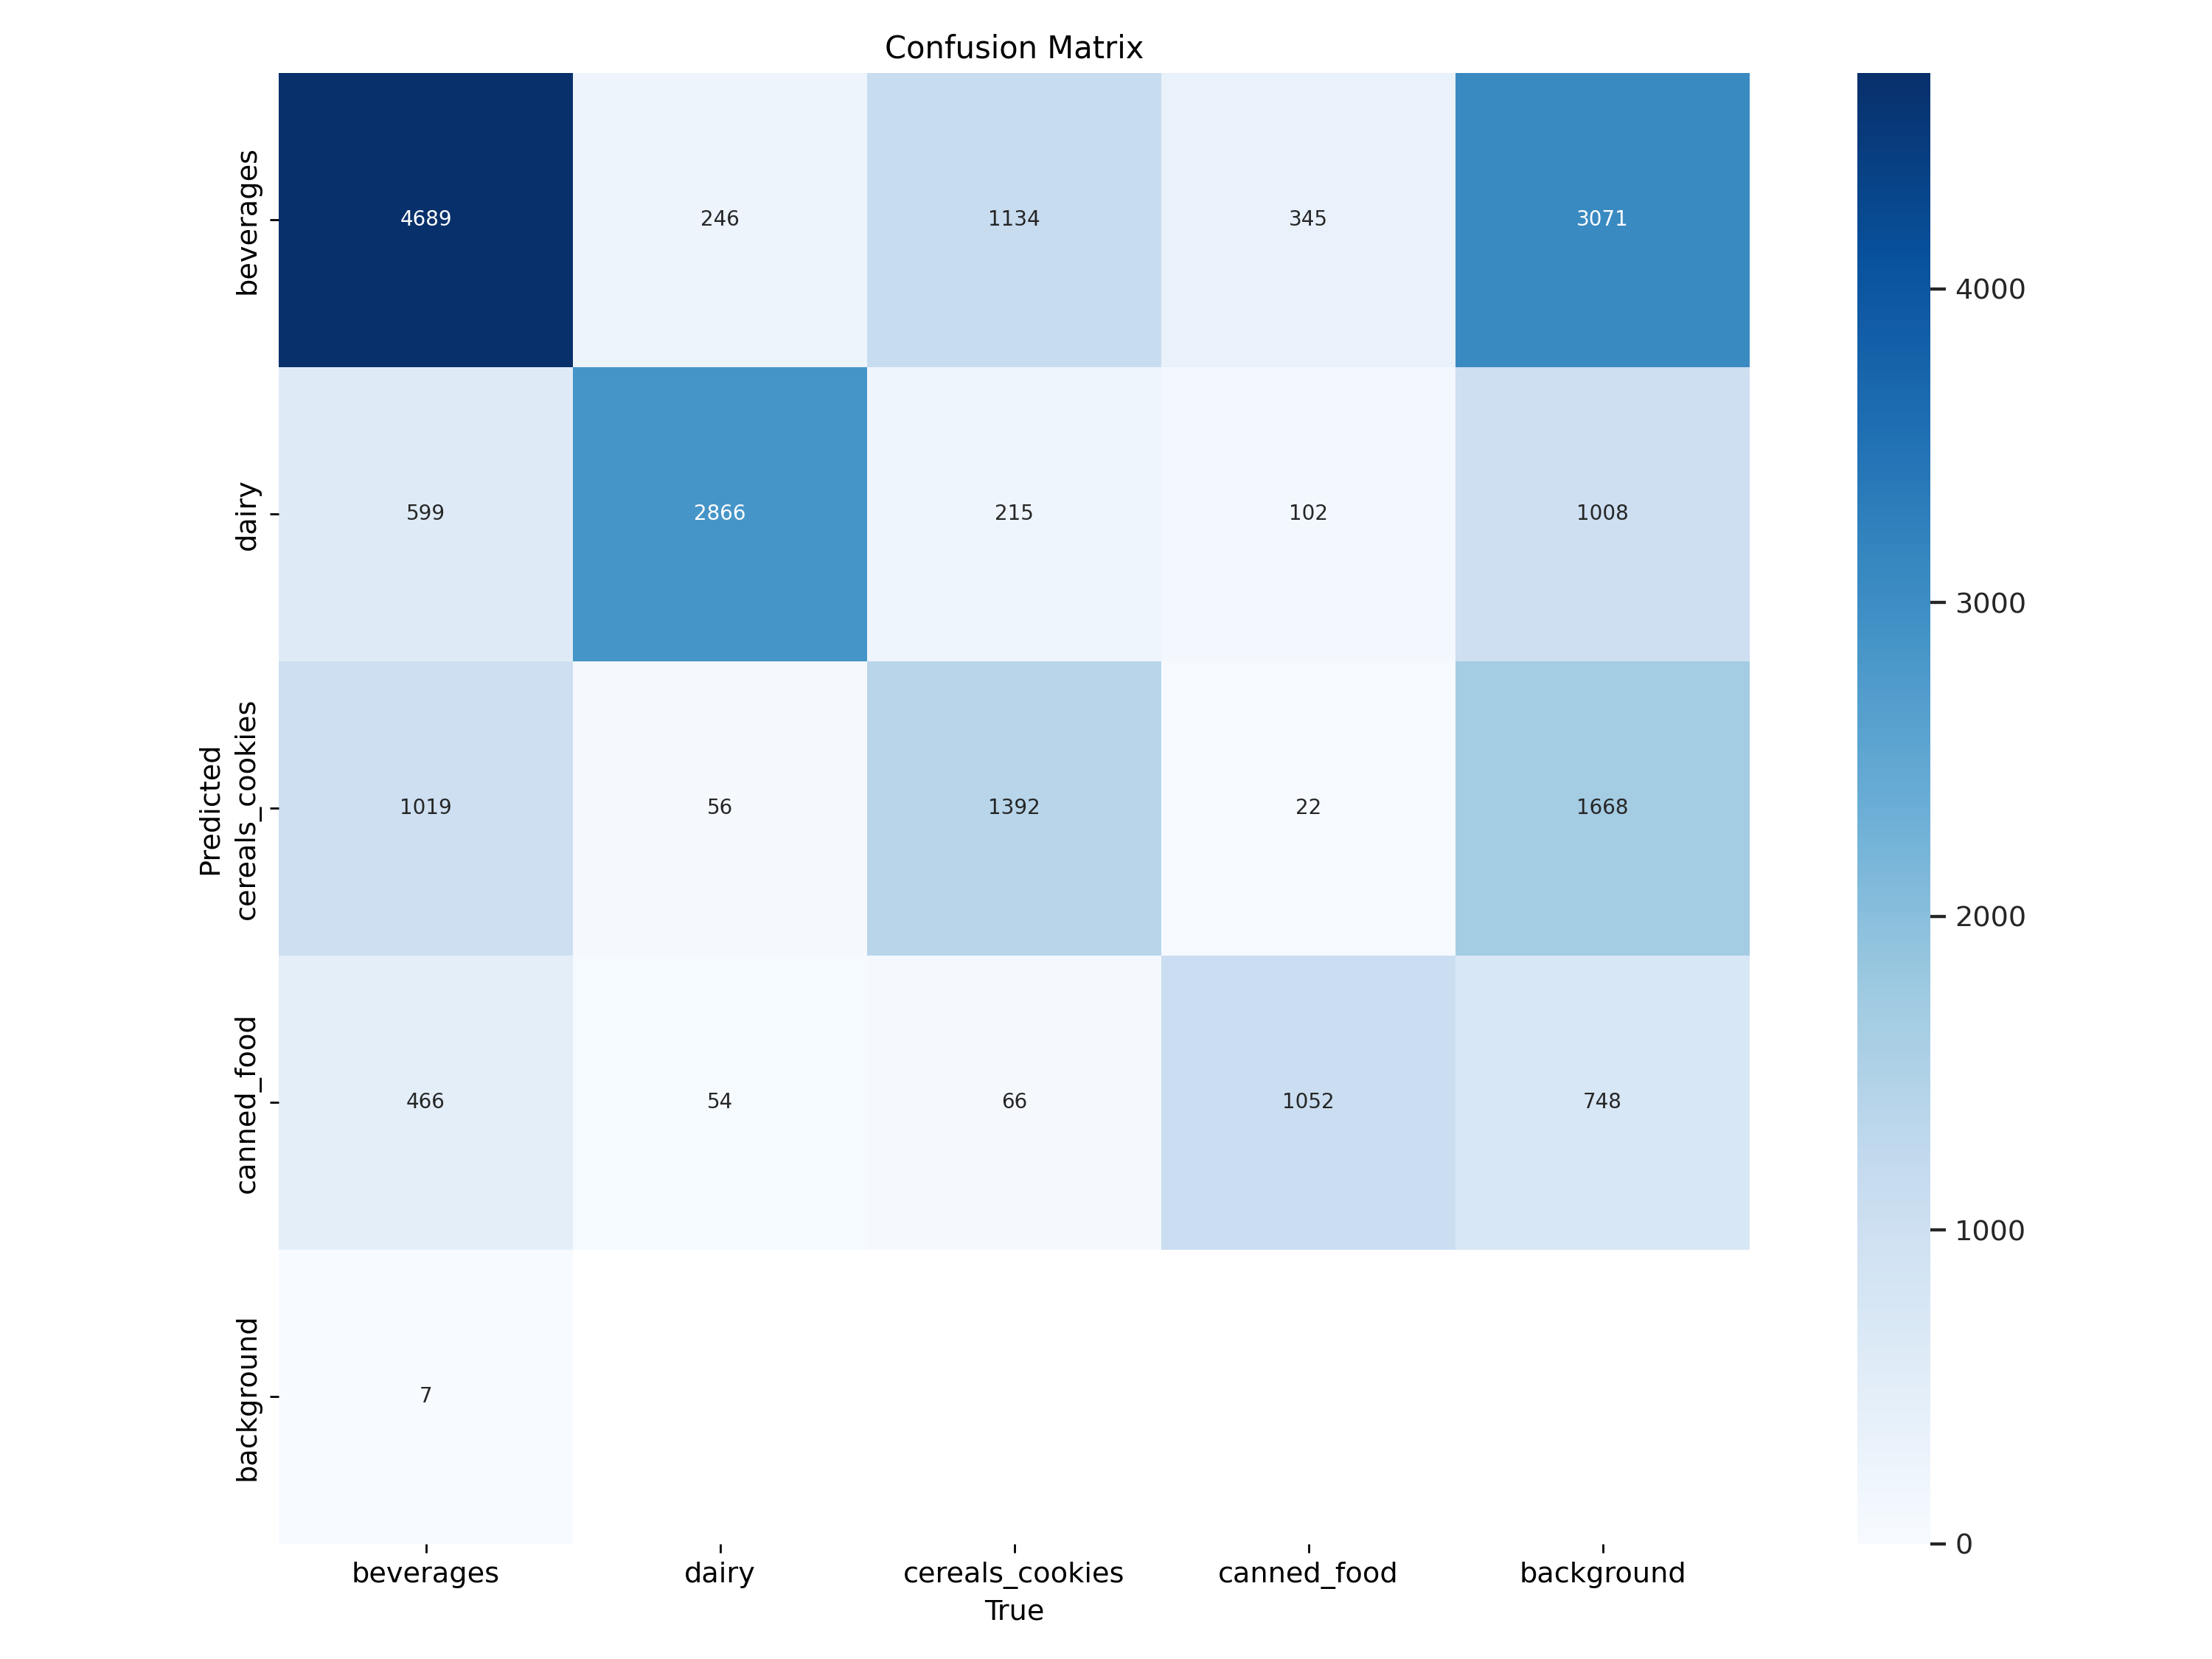 Confusion Matrix
Predicted
beverages
4689 246 1134 345 3071
dairy
599 2866 215 102 1008
cereals_cookies
1019 56 1392 22 1668
canned_food
466 54 66 1052 748
background
7
beverages dairy cereals_cookies canned_food background
True
4000
3000
2000
1000
0